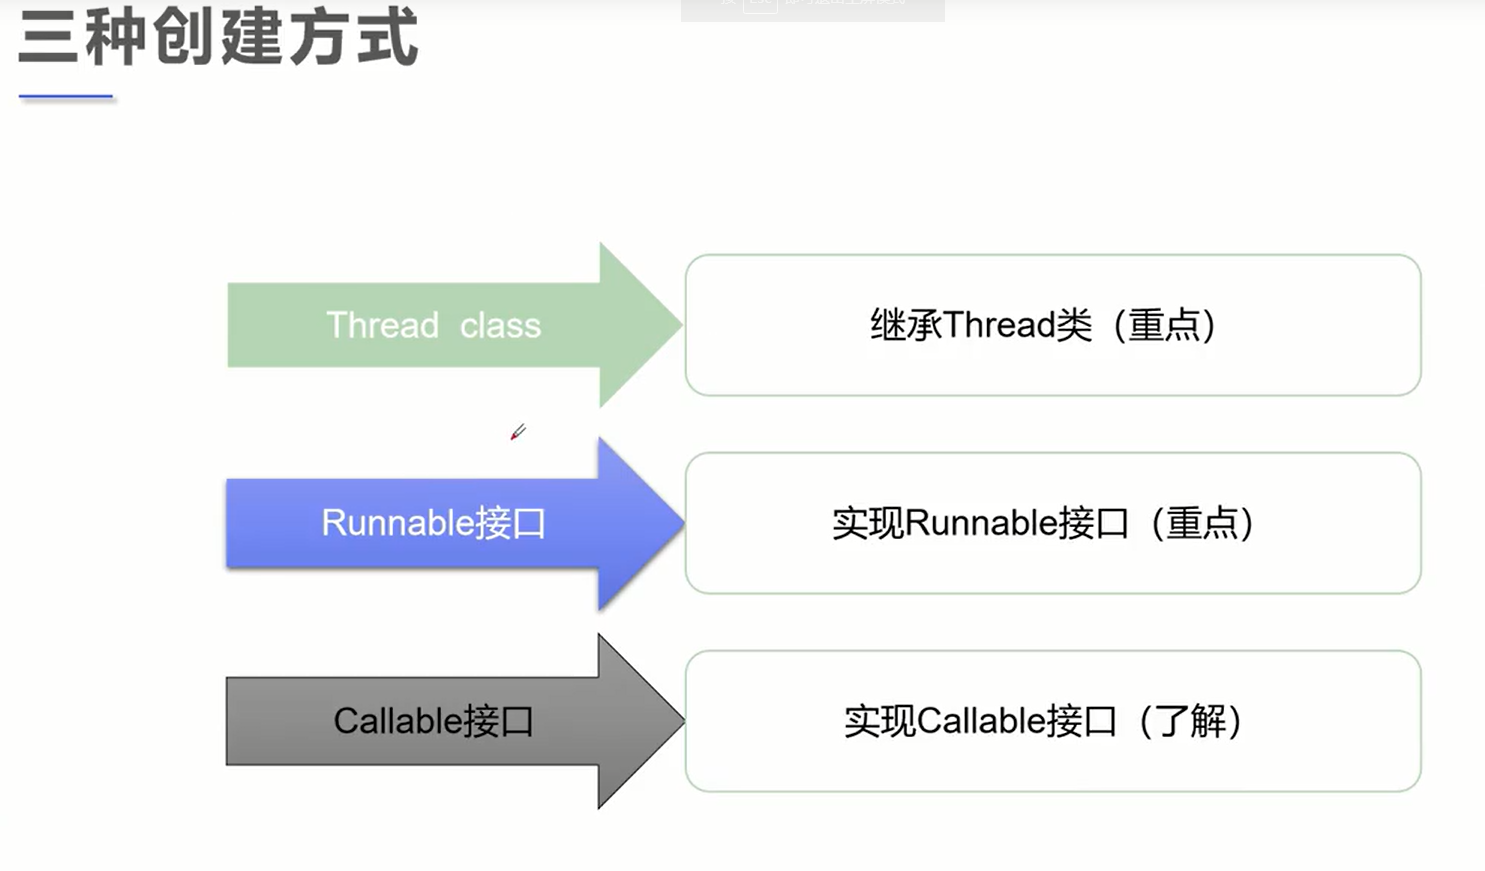 三种创建方式
Thread class
继承Thread类（重点）
Runnable接口
实现Runnable接口（重点）
Callable接口
实现Callable接口（了解）